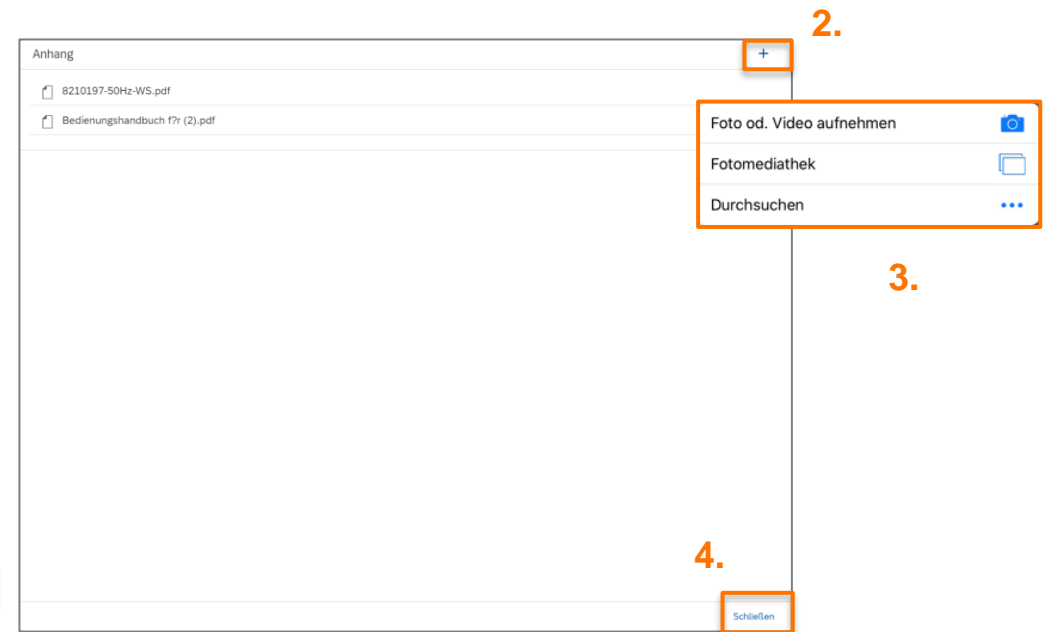 2.
Anhang
+
8210197-50Hz-WS.pdf
Bedienungshandbuch f?r (2).pdf
Foto od. Video aufnehmen
Fotomediathek
Durchsuchen
3.
4.
Schließen